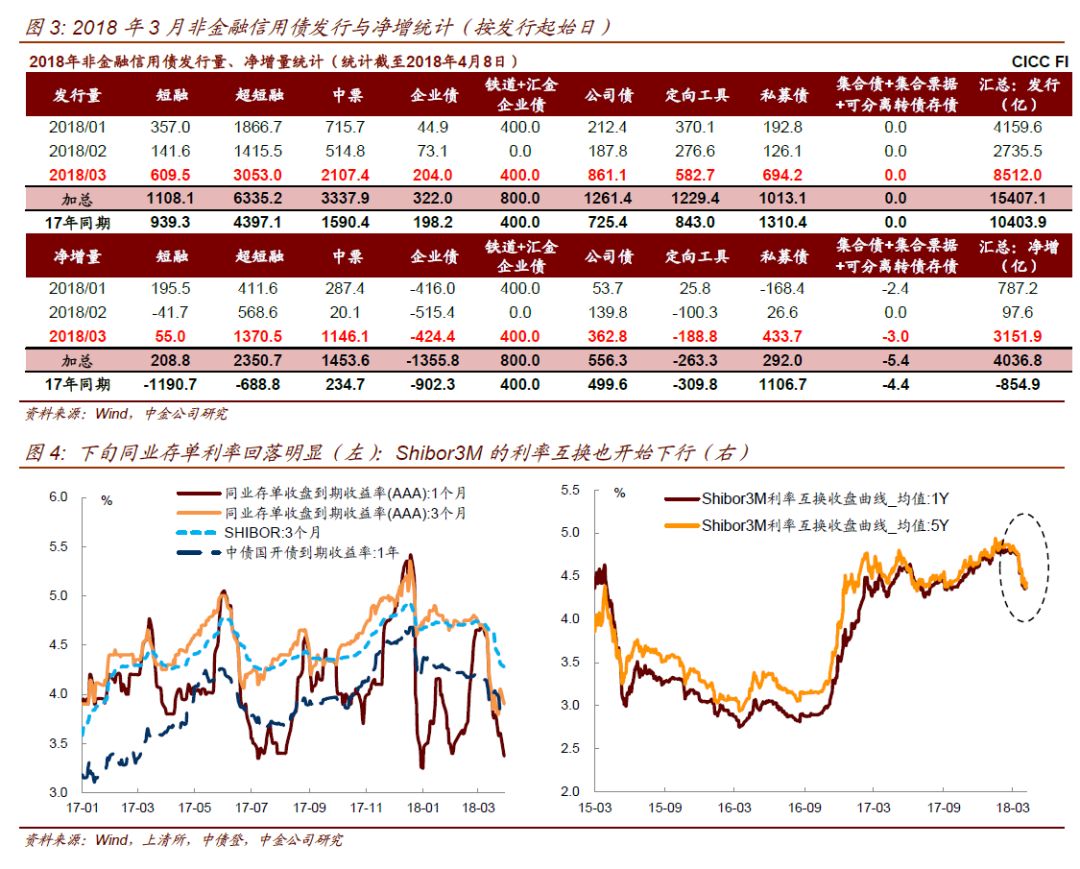 图 3: 2018 年 3 月非金融信用债发行与净增统计（按发行起始日）
2018年非金融信用债发行量、净增量统计（统计截至2018年4月8日） CICC FI
发行量 短融 超短融 中票 企业债 铁道+汇金企业债 公司债 定向工具 私募债 集合债+集合票据+可分离转债存债 汇总：发行（亿）
2018/01 357.0 1866.7 715.7 44.9 400.0 212.4 370.1 192.8 0.0 4159.6
2018/02 141.6 1415.5 514.8 73.1 0.0 187.8 276.6 126.1 0.0 2735.5
2018/03 609.5 3053.0 2107.4 204.0 400.0 861.1 582.7 694.2 0.0 8512.0
加总 1108.1 6335.2 3337.9 322.0 800.0 1261.4 1229.4 1013.1 0.0 15407.1
17年同期 939.3 4397.1 1590.4 198.2 400.0 725.4 843.0 1310.4 0.0 10403.9
净增量 短融 超短融 中票 企业债 铁道+汇金企业债 公司债 定向工具 私募债 集合债+集合票据+可分离转债存债 汇总：净增（亿）
2018/01 195.5 411.6 287.4 -416.0 400.0 53.7 25.8 -168.4 -2.4 787.2
2018/02 -41.7 568.6 20.1 -515.4 0.0 139.8 -100.3 26.6 0.0 97.6
2018/03 55.0 1370.5 1146.1 -424.4 400.0 362.8 -188.8 433.7 -3.0 3151.9
加总 208.8 2350.7 1453.6 -1355.8 800.0 556.3 -263.3 292.0 -5.4 4036.8
17年同期 -1190.7 -688.8 234.7 -902.3 400.0 499.6 -309.8 1106.7 -4.4 -854.9
资料来源：Wind，中金公司研究
图 4: 下旬同业存单利率回落明显（左）：Shibor3M 的利率互换也开始下行（右）
%
同业存单收盘到期收益率(AAA):1个月
同业存单收盘到期收益率(AAA):3个月
SHIBOR:3个月
中债国开债到期收益率:1年
6.0
5.5
5.0
4.5
4.0
3.5
3.0
17-01 17-03 17-05 17-07 17-09 17-11 18-01 18-03
%
Shibor3M利率互换收盘曲线_均值:1Y
Shibor3M利率互换收盘曲线_均值:5Y
5.5
5.0
4.5
4.0
3.5
3.0
2.5
2.0
15-03 15-09 16-03 16-09 17-03 17-09 18-03
资料来源：Wind，上清所，中债登，中金公司研究